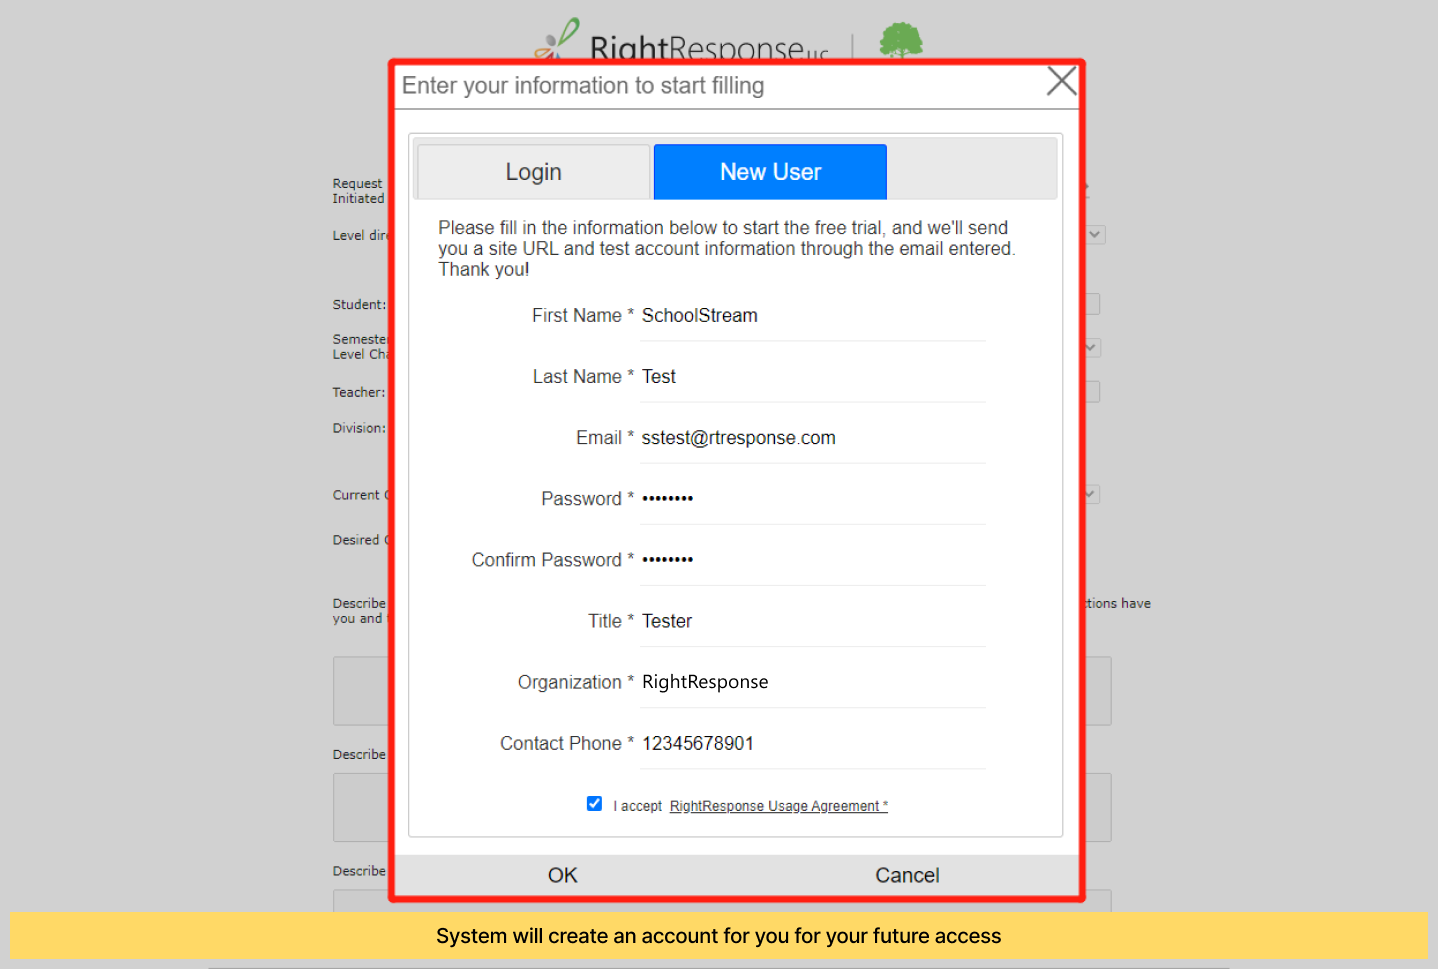 RightResponse LLC
Enter your information to start filling
Login
New User
Request
Initiated
Level dire
Please fill in the information below to start the free trial, and we'll send
you a site URL and test account information through the email entered.
Thank you!
Student:
First Name * SchoolStream
Semeste
Level Cha
Last Name * Test
Teacher:
Division:
Email * sstest@rtresponse.com
Current
Password * ••••••••
Desired
Confirm Password * ••••••••
Describe
ctions have
you and
Title * Tester
Organization * RightResponse
Contact Phone * 12345678901
Describe
I accept RightResponse Usage Agreement *
Describe
OK
Cancel
System will create an account for you for your future access